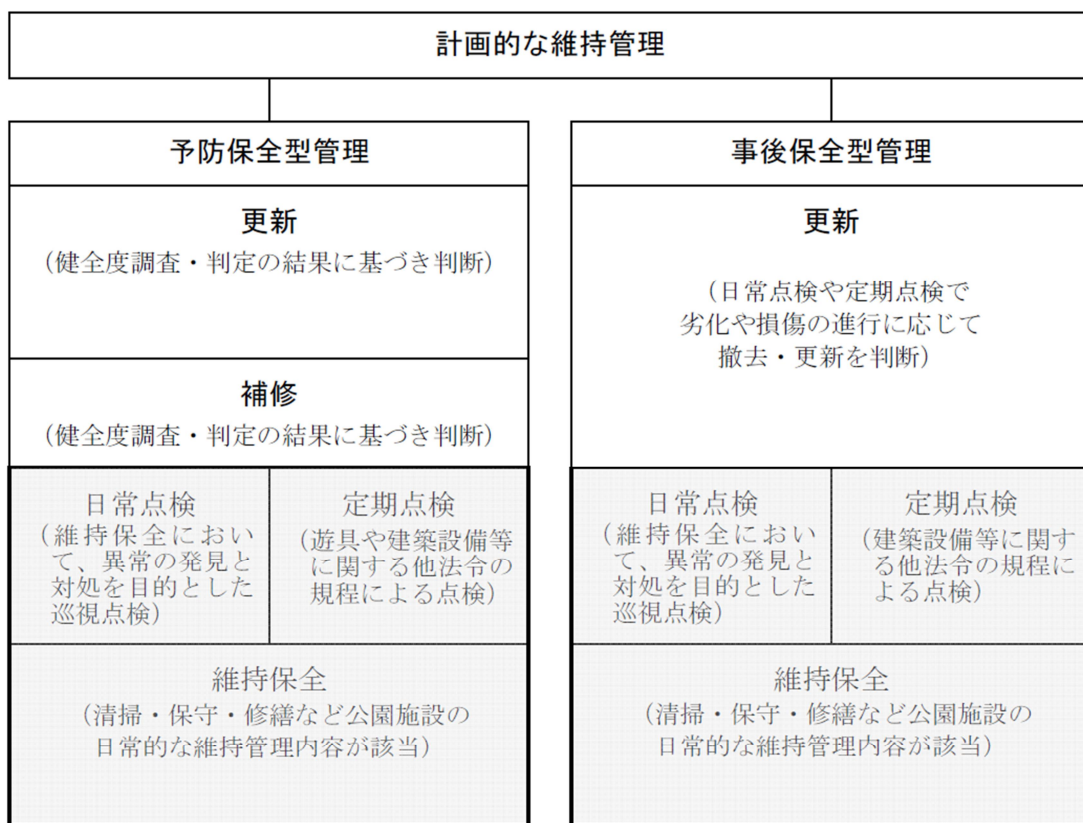 計画的な維持管理
予防保全型管理
更新
（健全度調査・判定の結果に基づき判断）
補修
（健全度調査・判定の結果に基づき判断）
日常点検
（維持保全におい
て、異常の発見と
対処を目的とした
巡視点検）
定期点検
（遊具や建築設備等
に関する他法令の
規程による点検）
維持保全
（清掃・保守・修繕など公園施設の
日常的な維持管理内容が該当）
事後保全型管理
更新
（日常点検や定期点検で
劣化や損傷の進行に応じて
撤去・更新を判断）
日常点検
（維持保全におい
て、異常の発見と
対処を目的とした
巡視点検）
定期点検
（建築設備等に関す
る他法令の規程に
よる点検）
維持保全
（清掃・保守・修繕など公園施設の
日常的な維持管理内容が該当）